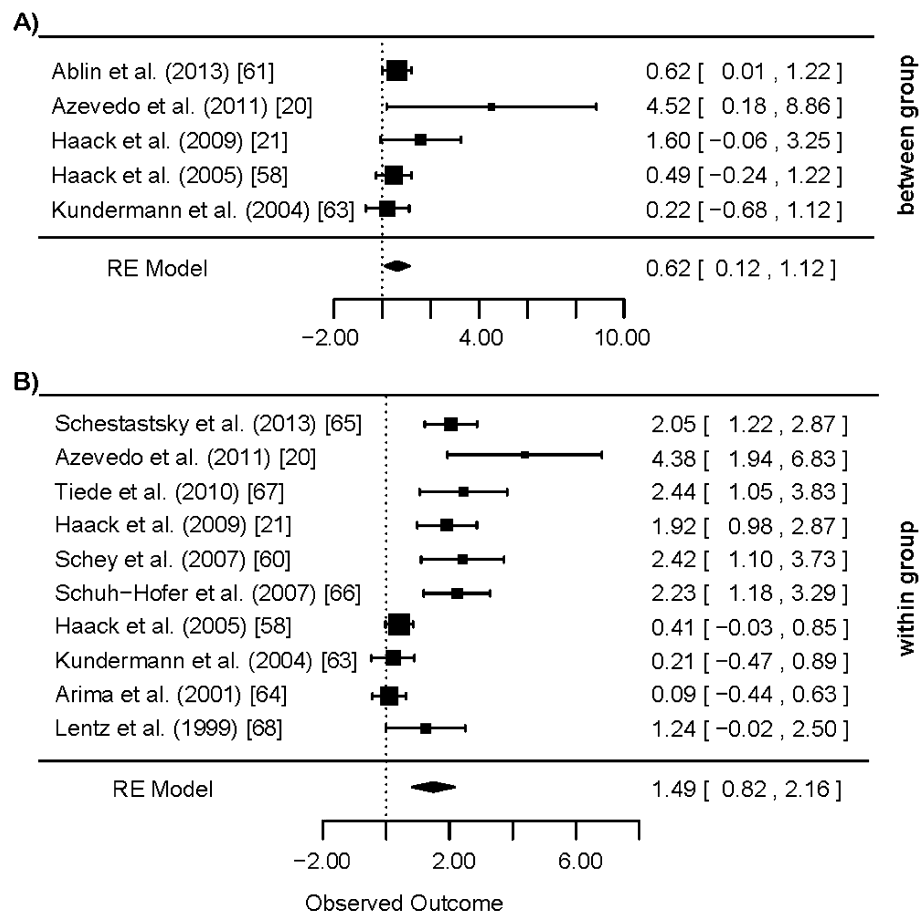 A)
Ablin et al. (2013) [61] 0.62 [ 0.01 , 1.22 ]
Azevedo et al. (2011) [20] 4.52 [ 0.18 , 8.86 ]
Haack et al. (2009) [21] 1.60 [ −0.06 , 3.25 ]
Haack et al. (2005) [58] 0.49 [ −0.24 , 1.22 ]
Kundermann et al. (2004) [63] 0.22 [ −0.68 , 1.12 ]
between group
RE Model 0.62 [ 0.12 , 1.12 ]
−2.00 4.00 10.00
B)
Schestastsky et al. (2013) [65] 2.05 [ 1.22 , 2.87 ]
Azevedo et al. (2011) [20] 4.38 [ 1.94 , 6.83 ]
Tiede et al. (2010) [67] 2.44 [ 1.05 , 3.83 ]
Haack et al. (2009) [21] 1.92 [ 0.98 , 2.87 ]
Schey et al. (2007) [60] 2.42 [ 1.10 , 3.73 ]
Schuh−Hofer et al. (2007) [66] 2.23 [ 1.18 , 3.29 ]
Haack et al. (2005) [58] 0.41 [ −0.03 , 0.85 ]
Kundermann et al. (2004) [63] 0.21 [ −0.47 , 0.89 ]
Arima et al. (2001) [64] 0.09 [ −0.44 , 0.63 ]
Lentz et al. (1999) [68] 1.24 [ −0.02 , 2.50 ]
within group
RE Model 1.49 [ 0.82 , 2.16 ]
−2.00 2.00 6.00
Observed Outcome